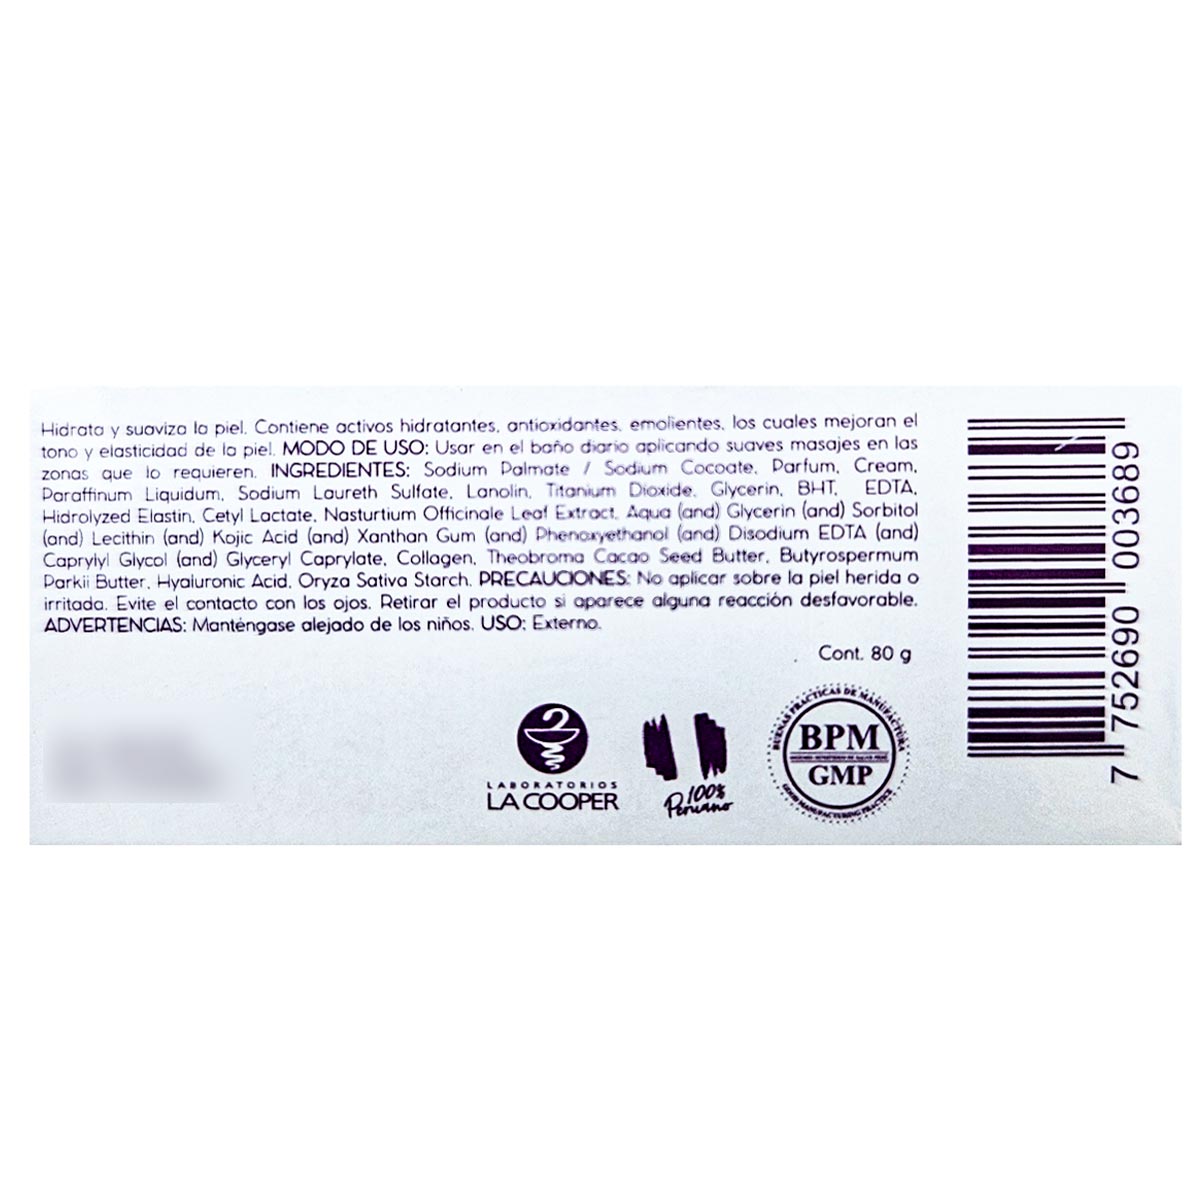 Hidrata y suaviza la piel. Contiene activos hidratantes, antioxidantes, emolientes, los cuales mejoran el
tono y elasticidad de la piel. MODO DE USO: Usar en el baño diario aplicando suaves masajes en las
zonas que lo requieren. INGREDIENTES: Sodium Palmate / Sodium Cocoate, Parfum, Cream,
Paraffinum Liquidum, Sodium Laureth Sulfate, Lanolin, Titanium Dioxide, Glycerin, BHT, EDTA,
Hidrolyzed Elastin, Cetyl Lactate, Nasturtium Officinale Leaf Extract, Aqua (and) Glycerin (and) Sorbitol
(and) Lecithin (and) Kojic Acid (and) Xanthan Gum (and) Phenoxyethanol (and) Disodium EDTA (and)
Caprylyl Glycol (and) Glyceryl Caprylate, Collagen, Theobroma Cacao Seed Butter, Butyrospermum
Parkii Butter, Hyaluronic Acid, Oryza Sativa Starch. PRECAUCIONES: No aplicar sobre la piel herida o
irritada. Evite el contacto con los ojos. Retirar el producto si aparece alguna reacción desfavorable.
ADVERTENCIAS: Manténgase alejado de los niños. USO: Externo.
Cont. 80 g
LABORATORIOS
LA COOPER
100%
Peruano
BUENAS PRACTICAS DE MANUFACTURA
BPM
GMP
GOOD MANUFACTURING PRACTICE
7 752690 003689